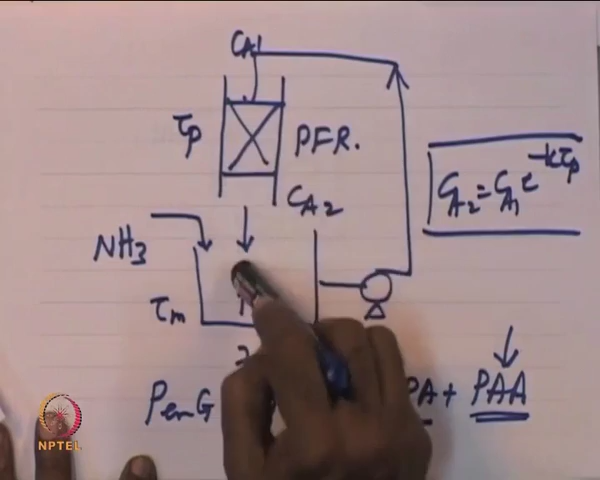 CA1
τp PFR.
CA2 = CA1 e^-kτp
CA2
NH3
τm
PenG PA + PAA
NPTEL